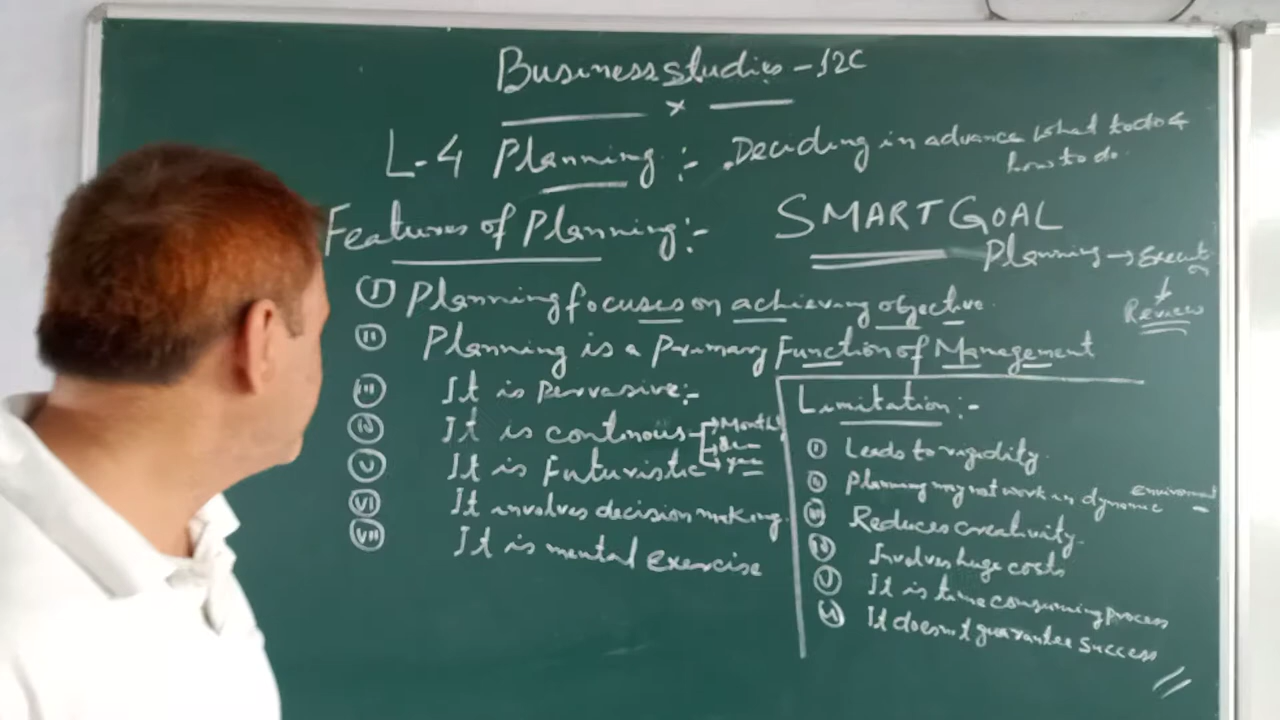 Business studies - 12C
x
L-4 Planning :- Deciding in advance what to do &
how to do.
Features of Planning :-
SMART GOAL
Planning → Execution
↓
Review
(I) Planning focuses on achieving objective.
(II) Planning is a Primary Function of Management
(III) It is Pervasive :-
(IV) It is continous → Month
(V) It is Futuristic → Year
(VI) It involves decision making.
(VII) It is mental exercise
Limitation :-
(I) Leads to rigidity.
(II) Planning may not work in dynamic environment
(III) Reduces creativity.
(IV) Involves huge costs
(V) It is time consuming process
(VI) It doesn't guarantee success